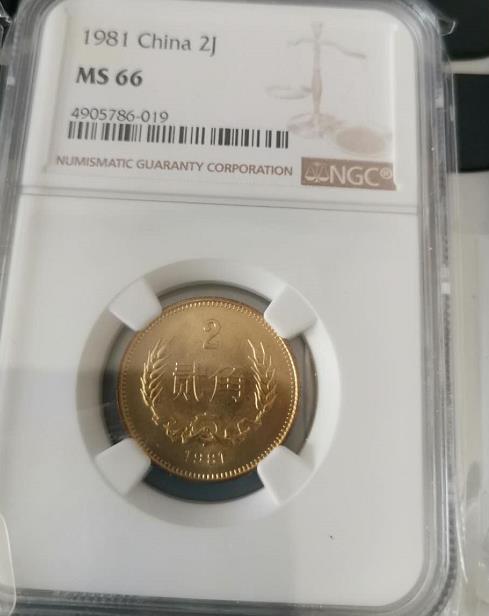 1981 China 2J
MS 66
4905786-019
NUMISMATIC GUARANTY CORPORATION
NGC®
2
贰角
1981